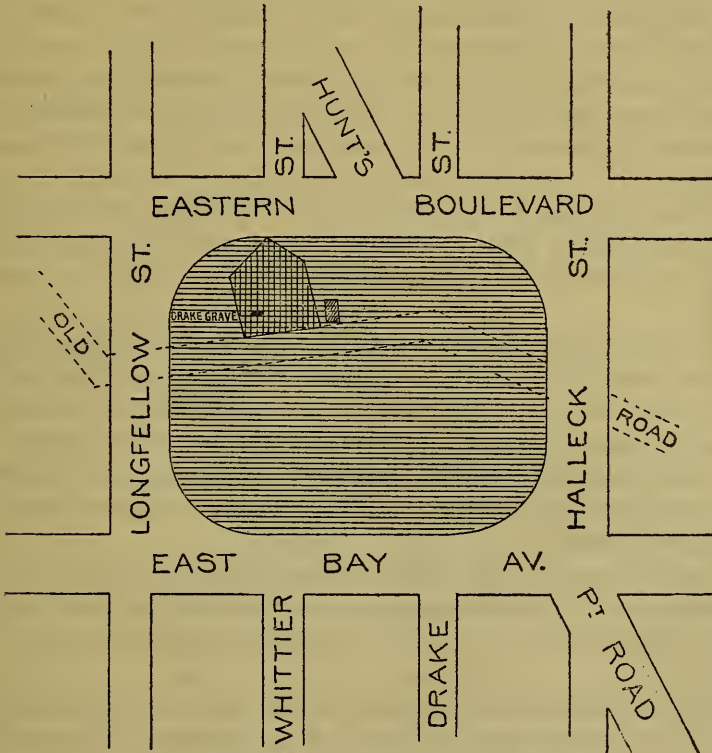 HUNT'S
ST.
ST.
EASTERN BOULEVARD
ST.
ST.
DRAKE GRAVE
OLD
LONGFELLOW
HALLECK
ROAD
EAST BAY AV.
WHITTIER
DRAKE
PT ROAD